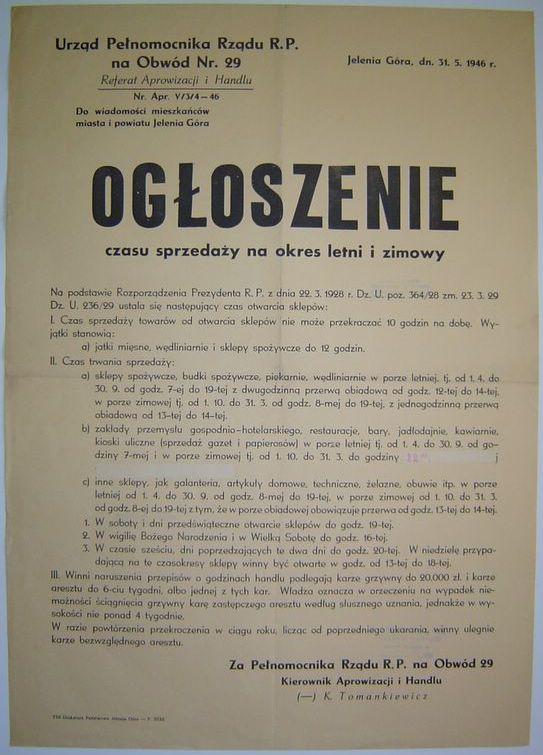 Urząd Pełnomocnika Rządu R. P.
na Obwód Nr. 29
Referat Aprowizacji i Handlu
Nr. Apr. V/3/4 — 46
Do wiadomości mieszkańców
miasta i powiatu Jelenia Góra
Jelenia Góra, dn. 31. 5. 1946 r.
OGŁOSZENIE
czasu sprzedaży na okres letni i zimowy
Na podstawie Rozporządzenia Prezydenta R. P. z dnia 22. 3. 1928 r. Dz. U. poz. 364/28 zm. 23. 3. 29
Dz. U. 236/29 ustala się następujący czas otwarcia sklepów:
I. Czas sprzedaży towarów od otwarcia sklepów nie może przekraczać 10 godzin na dobę. Wy-
jątki stanowią:
a) jatki mięsne, wędliniarnie i sklepy spożywcze do 12 godzin.
II. Czas trwania sprzedaży:
a) sklepy spożywcze, budki spożywcze, piekarnie, wędliniarnie w porze letniej, tj. od 1. 4. do
30. 9. od godz. 7-ej do 19-tej z dwugodzinną przerwą obiadową od godz. 12-tej do 14-tej,
w porze zimowej tj. od 1. 10. do 31. 3. od godz. 8-mej do 19-tej, z jednogodzinną przerwą
obiadową od 13-tej do 14-tej.
b) zakłady przemysłu gospodnio-hotelarskiego, restauracje, bary, jadłodajnie, kawiarnie,
kioski uliczne (sprzedaż gazet i papierosów) w porze letniej tj. od 1. 4. do 30. 9. od go-
dziny 7-mej i w porze zimowej tj. od 1. 10. do 31. 3. do godziny j
c) inne sklepy, jak galanteria, artykuły domowe, techniczne, żelazne, obuwie itp. w porze
letniej od 1. 4. do 30. 9. od godz. 8-mej do 19-tej, w porze zimowej od 1. 10. do 31. 3.
od godz. 8-ej do 19-tej z tym, że w porze obiadowej obowiązuje przerwa od godz. 13-tej do 14-tej.
1. W soboty i dni przedświąteczne otwarcie sklepów do godz. 19-tej.
2. W wigilię Bożego Narodzenia i w Wielką Sobotę do godz. 16-tej.
3. W czasie sześciu, dni poprzedzających te dwa dni do godz. 20-tej. W niedzielę przypa-
dającą na te czasokresy sklepy winny być otwarte w godz. od 13-tej do 18-tej.
III. Winni naruszenia przepisów o godzinach handlu podlegają karze grzywny do 20.000 zł. i karze
aresztu do 6-ciu tygodni, albo jednej z tych kar. Władza oznacza w orzeczeniu na wypadek nie-
możności ściągnięcia grzywny karę zastępczego aresztu według słusznego uznania, jednakże w wy-
sokości nie ponad 4 tygodnie.
W razie powtórzenia przekroczenia w ciągu roku, licząc od poprzedniego ukarania, winny ulegnie
karze bezwzględnego aresztu.
Za Pełnomocnika Rządu R. P. na Obwód 29
Kierownik Aprowizacji i Handlu
(—) K. Tomankiewicz